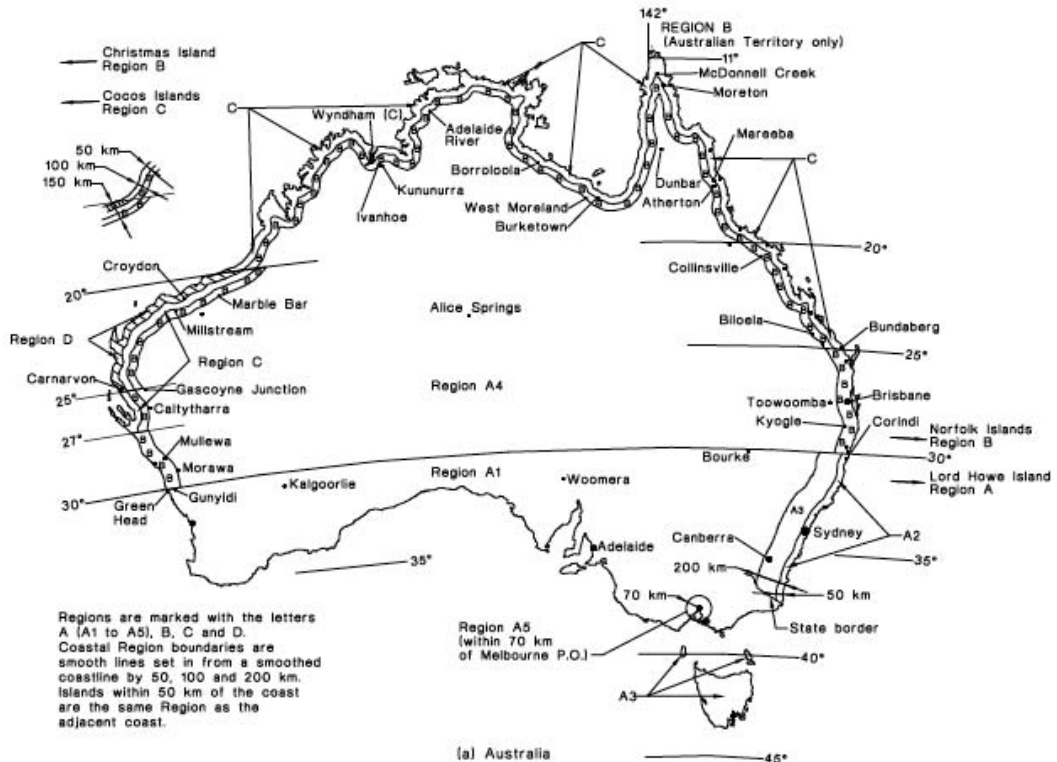 142°
REGION B
(Australian Territory only)
11°
McDonnell Creek
Moreton
C
Christmas Island
Region B
Cocos Islands
Region C
C
Wyndham (C)
Adelaide
River
Mareeba
C
50 km
100 km
150 km
Borroloola
Kununurra
Ivanhoe
Dunbar
Atherton
West Moreland
Burketown
20°
Collinsville
Croydon
20°
Marble Bar
Alice Springs
Millstream
Biloela
Bundaberg
Region D
Region C
25°
Carnarvon
Gascoyne Junction
25°
Region A4
Caltytharra
Toowoomba
Brisbane
Kyogle
Corindi
27°
Mullewa
Norfolk Islands
Region B
Morawa
Bourke
30°
Region A1
Lord Howe Island
Region A
Kalgoorlie
Woomera
30°
Green
Head
Gunyidi
A3
Sydney
A2
Adelaide
Canberra
35°
35°
200 km
70 km
50 km
Region A5
(within 70 km
of Melbourne P.O.)
State border
40°
A3
Regions are marked with the letters
A (A1 to A5), B, C and D.
Coastal Region boundaries are
smooth lines set in from a smoothed
coastline by 50, 100 and 200 km.
Islands within 50 km of the coast
are the same Region as the
adjacent coast.
(a) Australia
45°